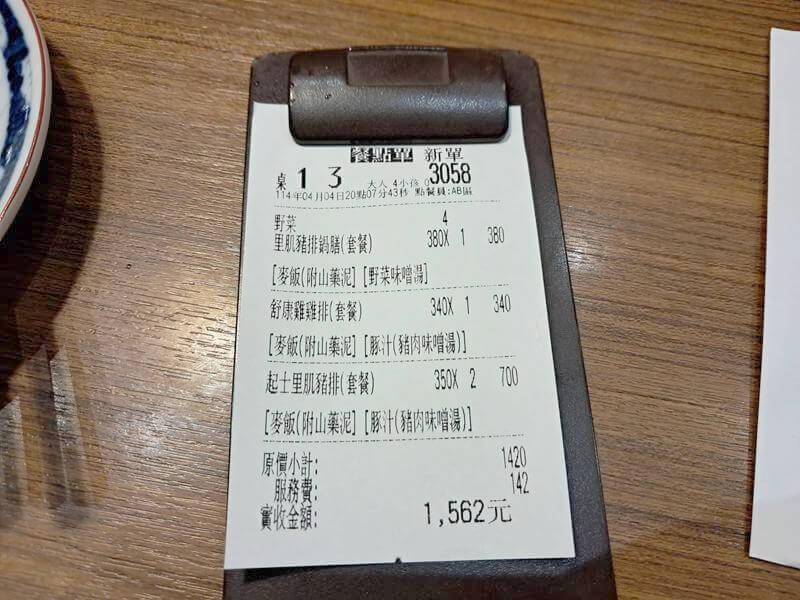 餐點單 新單
桌 1 3 大人 4小孩 0 3058
114年04月04日20點07分43秒 點餐員:AB區
野菜 4
里肌豬排鍋膳(套餐) 380X 1 380
[麥飯(附山藥泥] [野菜味噌湯]
舒康雞雞排(套餐) 340X 1 340
[麥飯(附山藥泥] [豚汁(豬肉味噌湯)]
起士里肌豬排(套餐) 350X 2 700
[麥飯(附山藥泥] [豚汁(豬肉味噌湯)]
原價小計: 1420
服務費: 142
實收金額: 1,562元